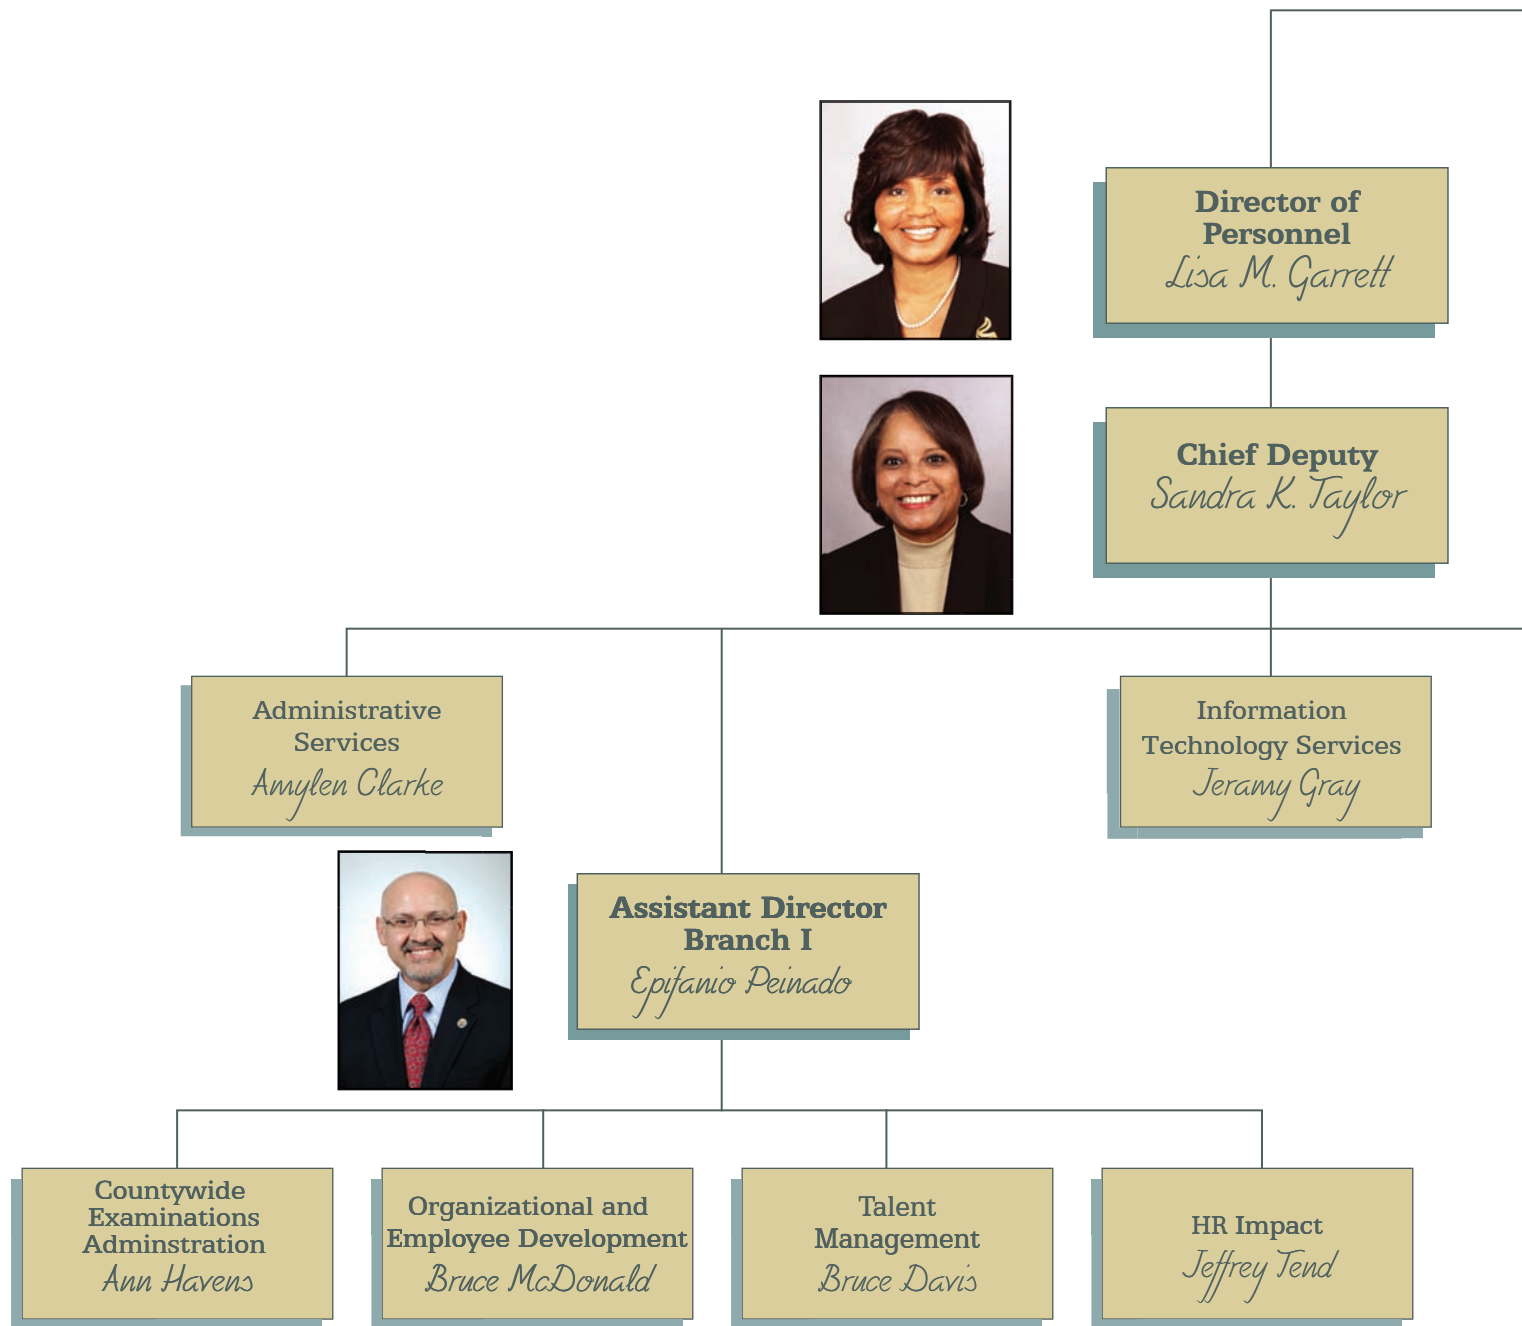 Director of
Personnel
Lisa M. Garrett
Chief Deputy
Sandra K. Taylor
Administrative
Services
Amylen Clarke
Information
Technology Services
Jeramy Gray
Assistant Director
Branch I
Epifanio Peinado
Countywide
Examinations
Adminstration
Ann Havens
Organizational and
Employee Development
Bruce McDonald
Talent
Management
Bruce Davis
HR Impact
Jeffrey Tend